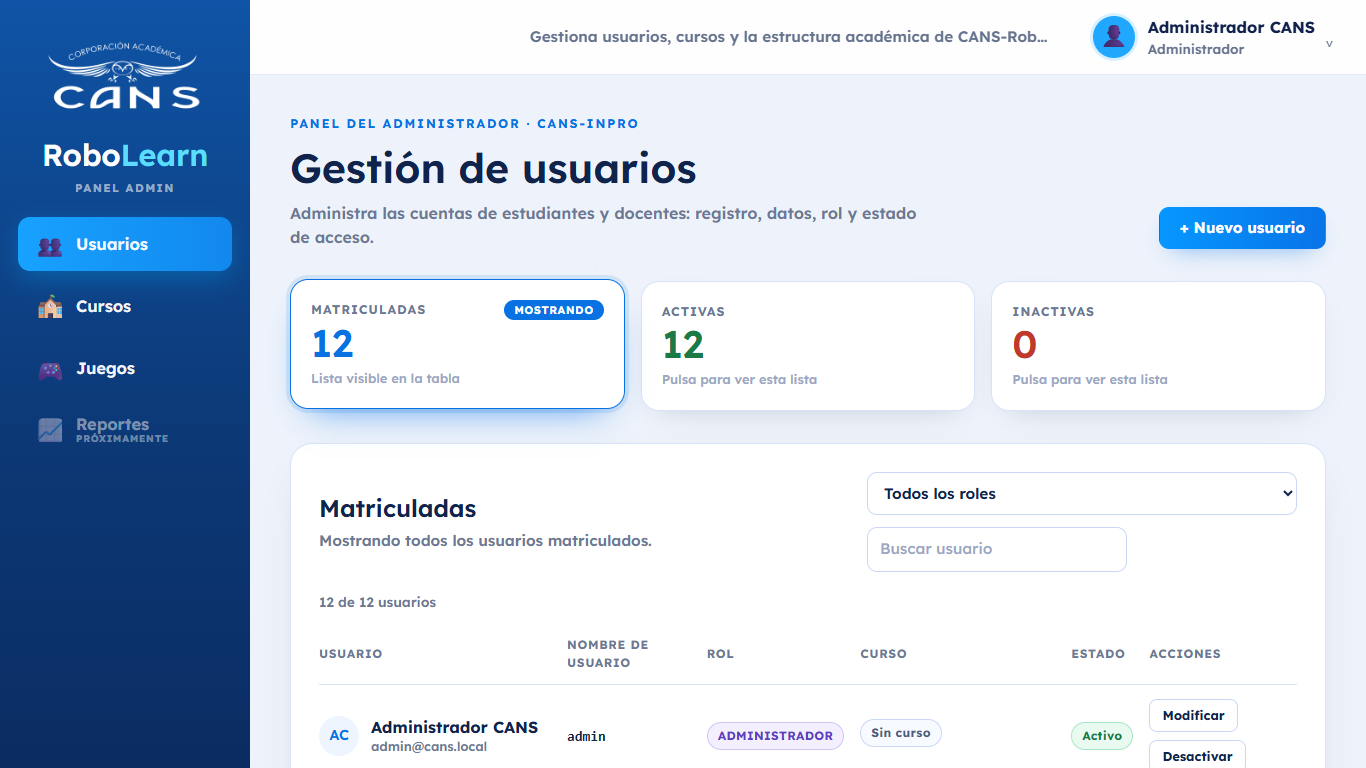 CORPORACIÓN ACADÉMICA
CANS
RoboLearn
PANEL ADMIN
Usuarios
Cursos
Juegos
Reportes
PRÓXIMAMENTE
Gestiona usuarios, cursos y la estructura académica de CANS-Rob...
Administrador CANS
Administrador
v
PANEL DEL ADMINISTRADOR · CANS-INPRO
Gestión de usuarios
Administra las cuentas de estudiantes y docentes: registro, datos, rol y estado
de acceso.
+ Nuevo usuario
MATRICULADAS
MOSTRANDO
12
Lista visible en la tabla
ACTIVAS
12
Pulsa para ver esta lista
INACTIVAS
0
Pulsa para ver esta lista
Matriculadas
Mostrando todos los usuarios matriculados.
Todos los roles
Buscar usuario
12 de 12 usuarios
USUARIO
NOMBRE DE
USUARIO
ROL
CURSO
ESTADO
ACCIONES
AC
Administrador CANS
admin@cans.local
admin
ADMINISTRADOR
Sin curso
Activo
Modificar
Desactivar